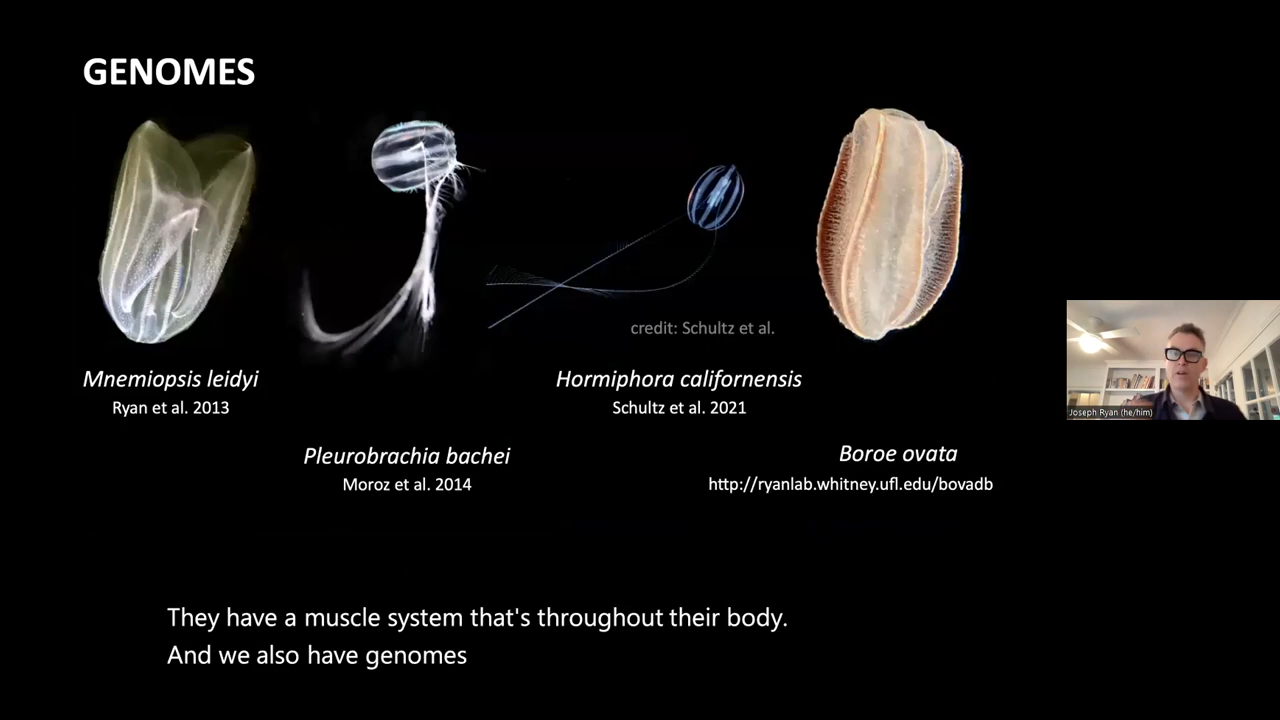 GENOMES
credit: Schultz et al.
Mnemiopsis leidyi
Ryan et al. 2013
Hormiphora californensis
Schultz et al. 2021
Pleurobrachia bachei
Moroz et al. 2014
Boroe ovata
http://ryanlab.whitney.ufl.edu/bovadb
Joseph Ryan (he/him)
They have a muscle system that's throughout their body.
And we also have genomes